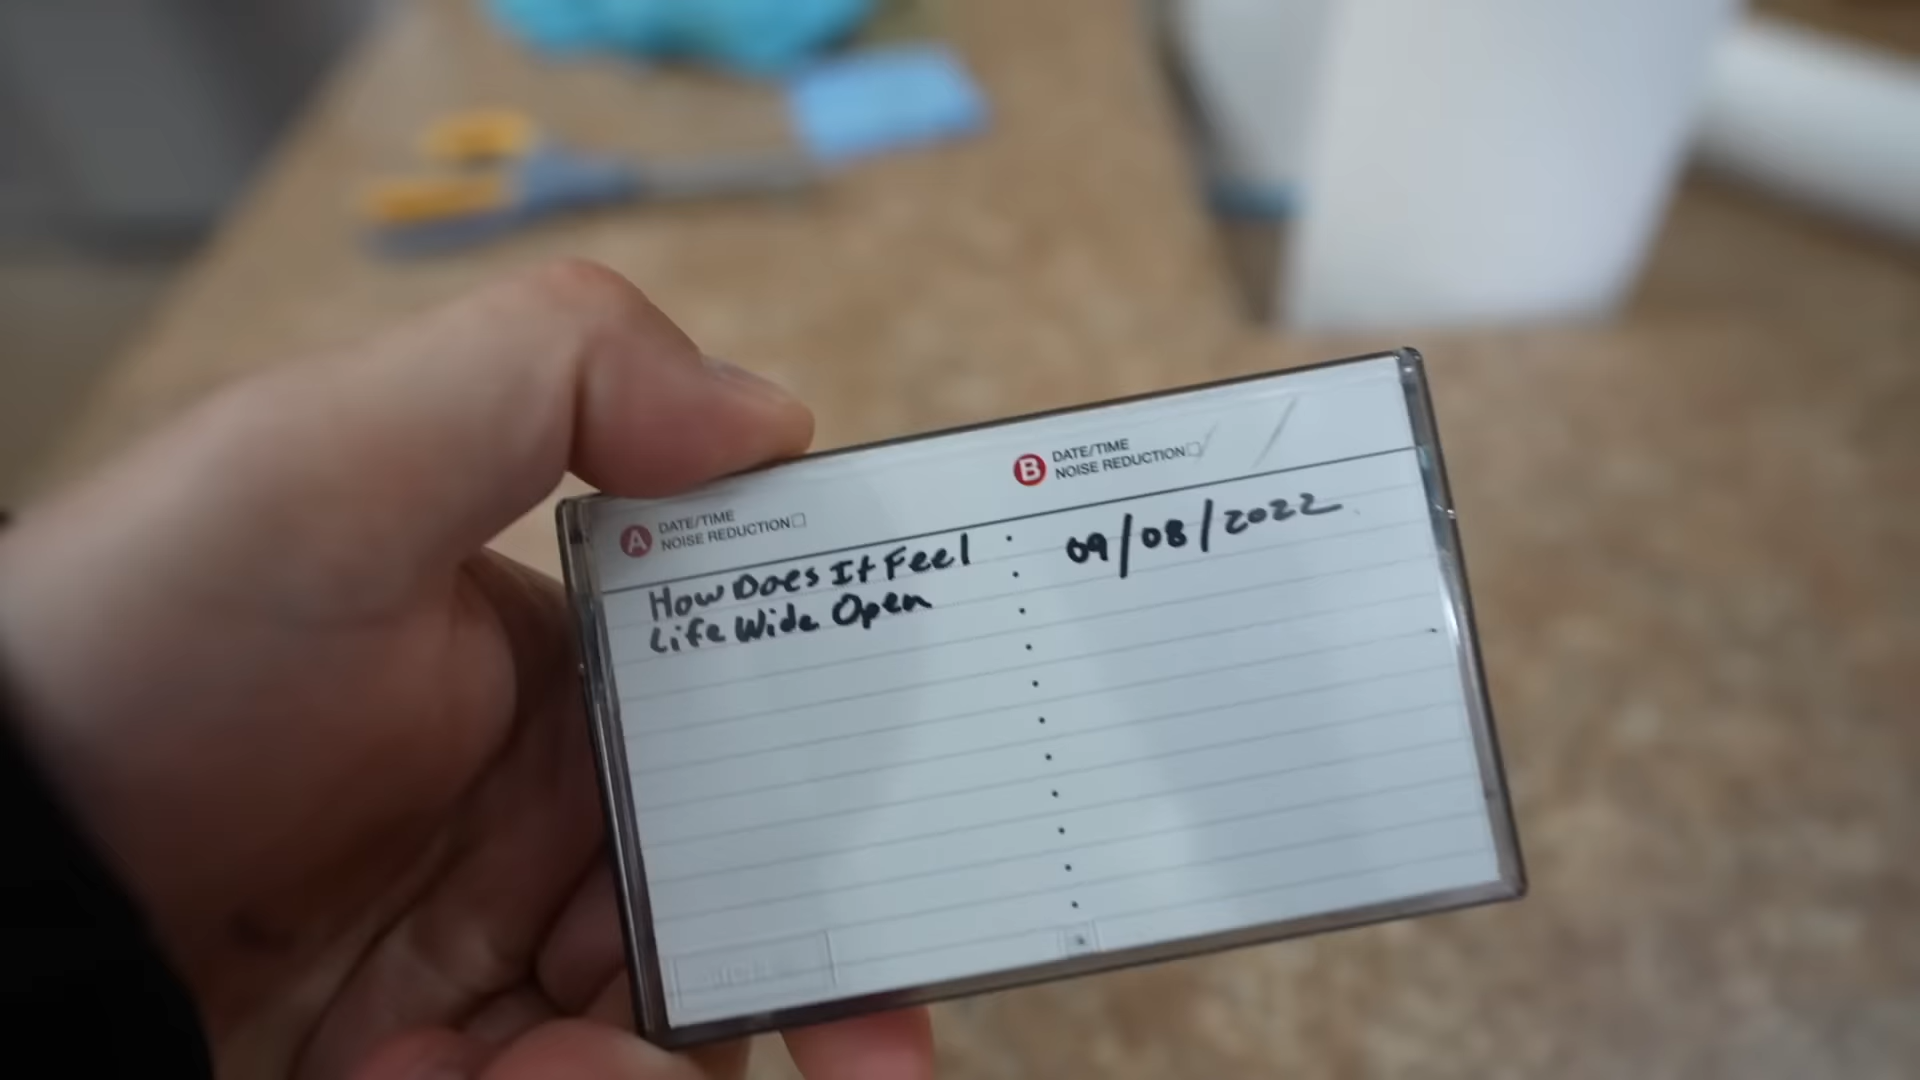 A DATE/TIME
NOISE REDUCTION
B DATE/TIME
NOISE REDUCTION
How Does It Feel
Life Wide Open
09/08/2022